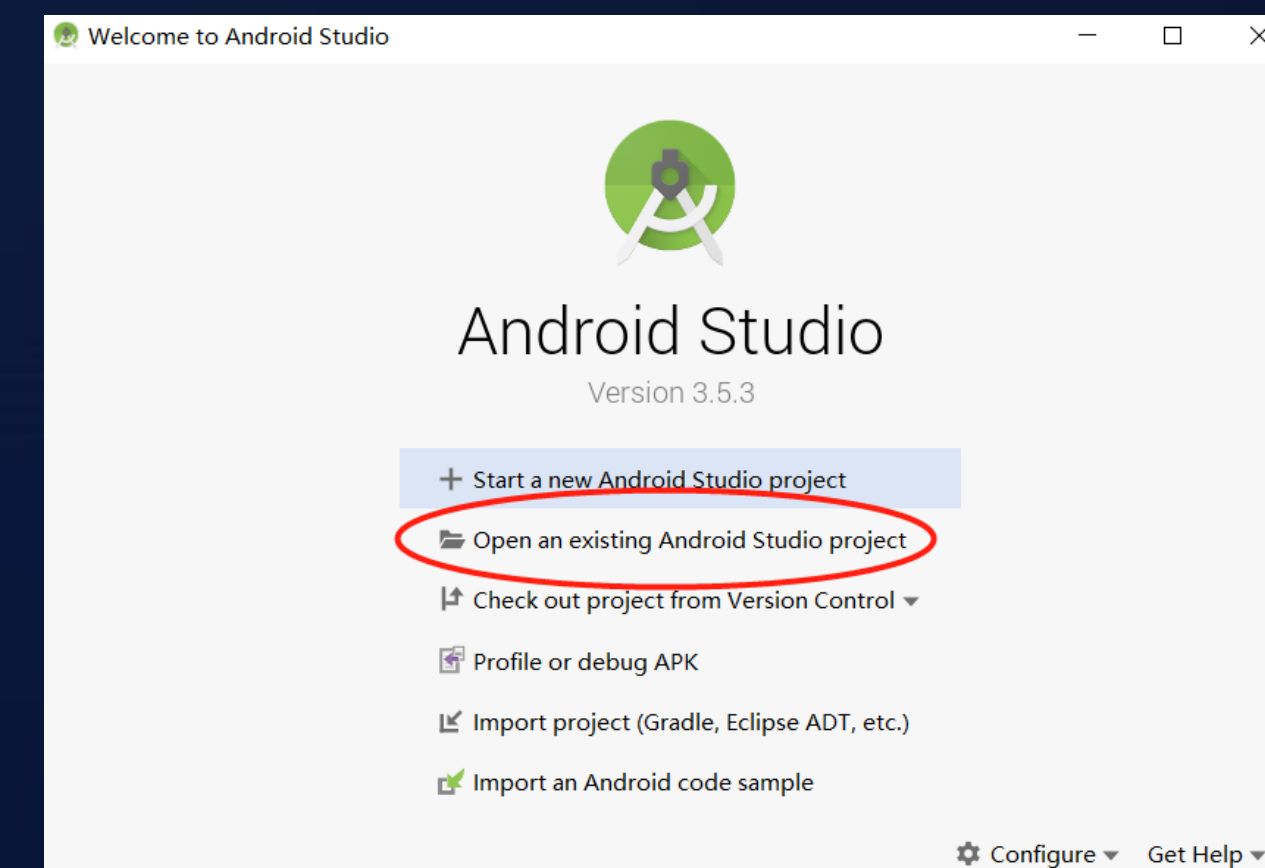 Welcome to Android Studio
Android Studio
Version 3.5.3
Start a new Android Studio project
Open an existing Android Studio project
Check out project from Version Control
Profile or debug APK
Import project (Gradle, Eclipse ADT, etc.)
Import an Android code sample
Configure Get Help